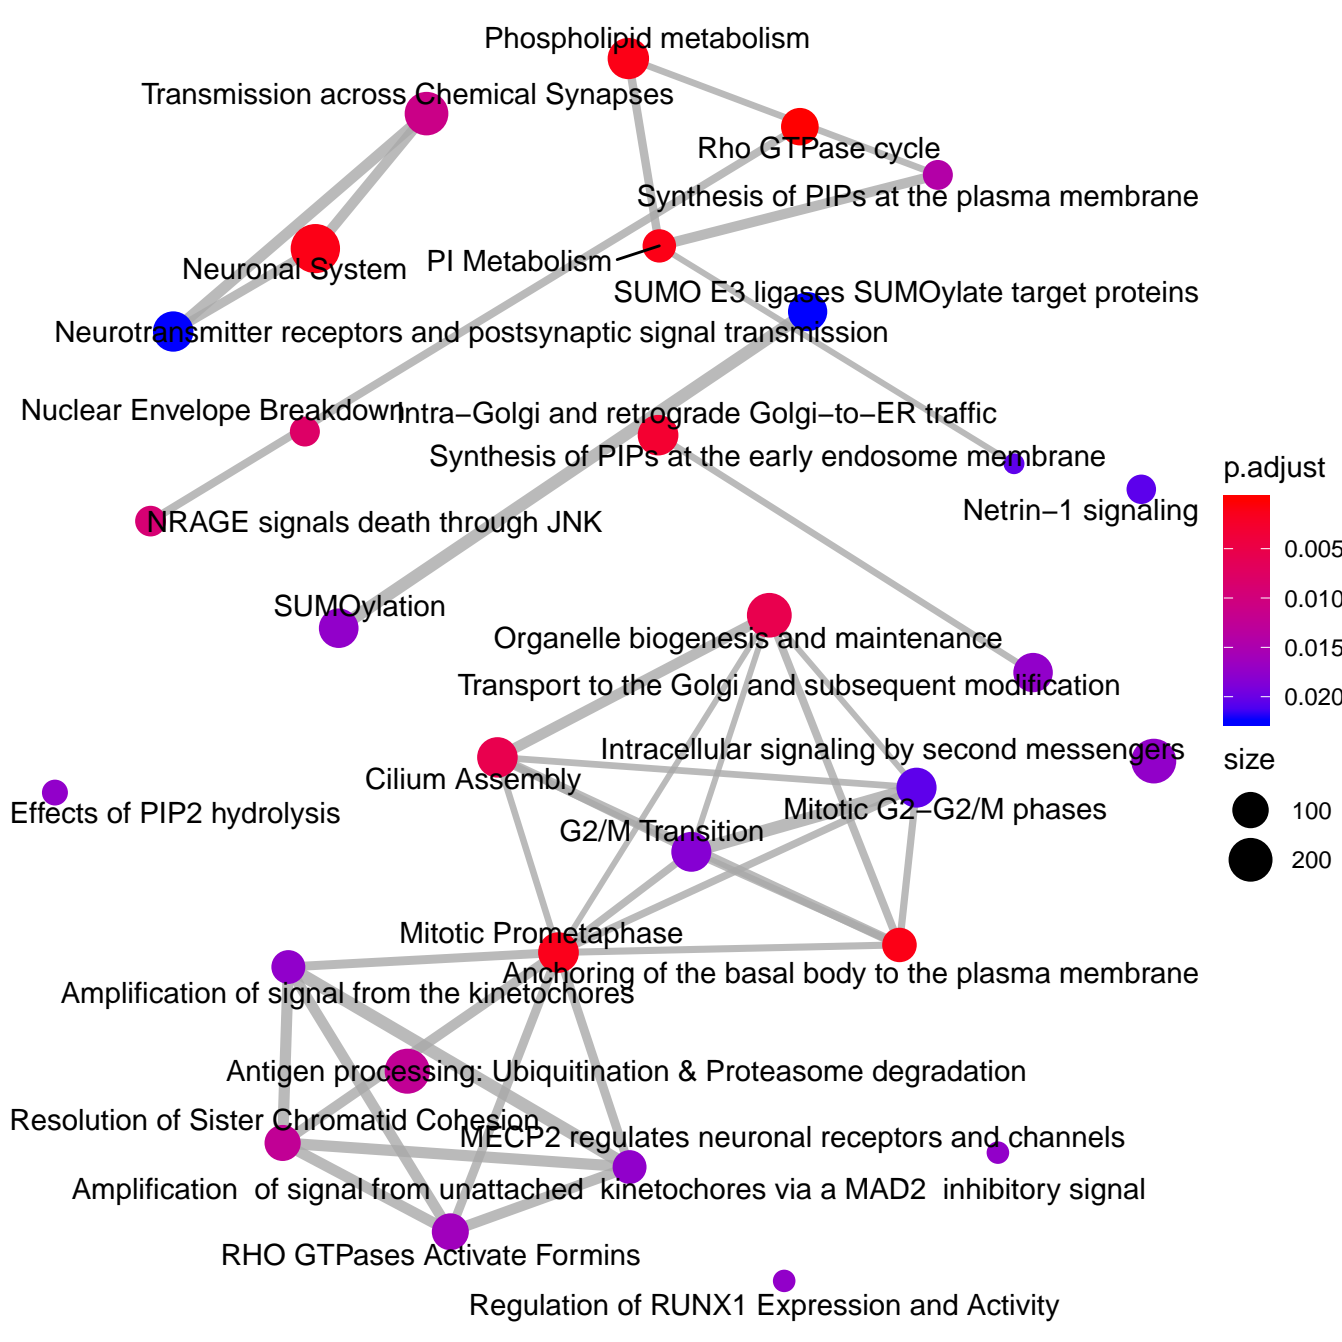 Phospholipid metabolism
Transmission across Chemical Synapses
Rho GTPase cycle
Synthesis of PIPs at the plasma membrane
PI Metabolism
Neuronal System
SUMO E3 ligases SUMOylate target proteins
Neurotransmitter receptors and postsynaptic signal transmission
Nuclear Envelope Breakdown
Intra−Golgi and retrograde Golgi−to−ER traffic
Synthesis of PIPs at the early endosome membrane
Netrin−1 signaling
NRAGE signals death through JNK
SUMOylation
Organelle biogenesis and maintenance
Transport to the Golgi and subsequent modification
Intracellular signaling by second messengers
Cilium Assembly
Mitotic G2−G2/M phases
Effects of PIP2 hydrolysis
G2/M Transition
Mitotic Prometaphase
Anchoring of the basal body to the plasma membrane
Amplification of signal from the kinetochores
Antigen processing: Ubiquitination & Proteasome degradation
Resolution of Sister Chromatid Cohesion
MECP2 regulates neuronal receptors and channels
Amplification  of signal from unattached  kinetochores via a MAD2  inhibitory signal
RHO GTPases Activate Formins
Regulation of RUNX1 Expression and Activity
p.adjust
0.005
0.010
0.015
0.020
size
100
200